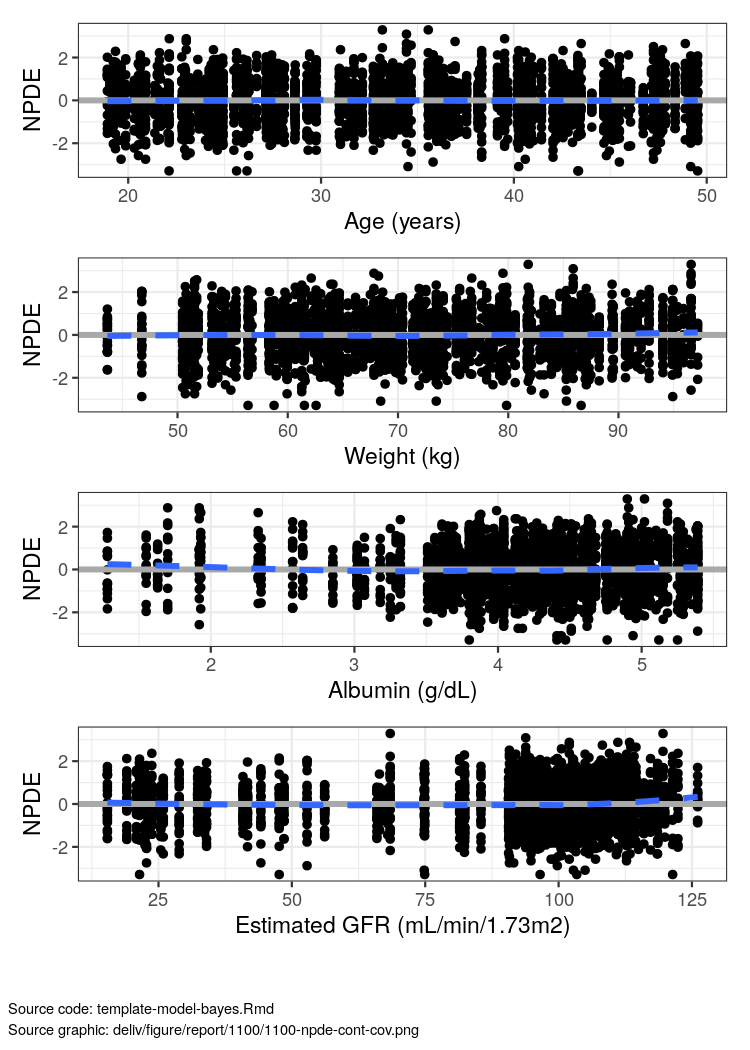 NPDE
2
0
-2
20 30 40 50
Age (years)
NPDE
2
0
-2
50 60 70 80 90
Weight (kg)
NPDE
2
0
-2
2 3 4 5
Albumin (g/dL)
NPDE
2
0
-2
25 50 75 100 125
Estimated GFR (mL/min/1.73m2)
Source code: template-model-bayes.Rmd
Source graphic: deliv/figure/report/1100/1100-npde-cont-cov.png